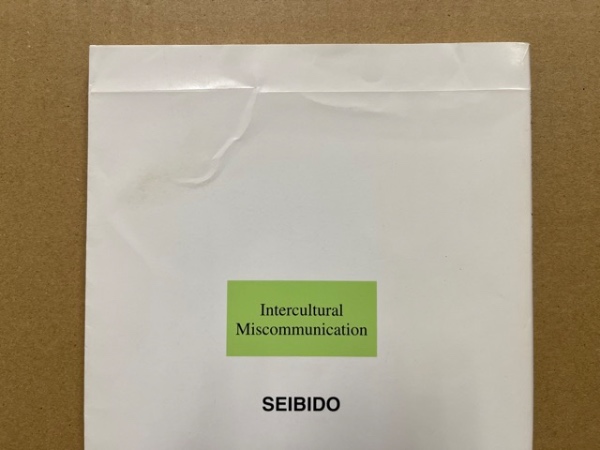 Intercultural
Miscommunication
SEIBIDO